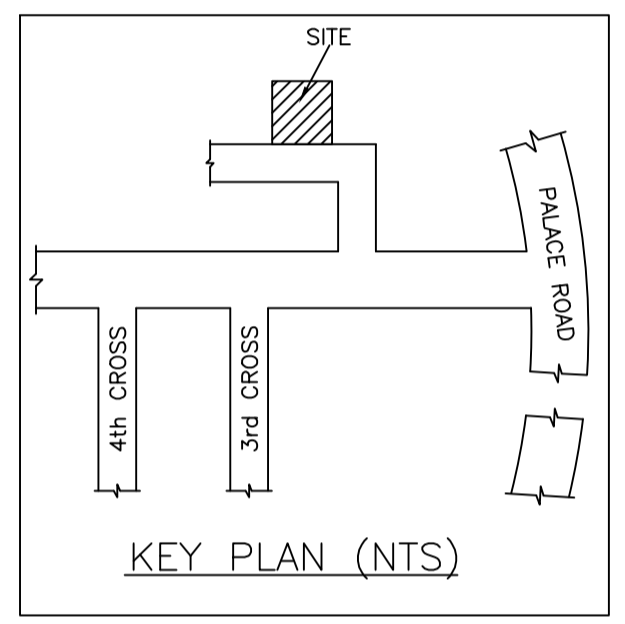 SITE
PALACE ROAD
4th CROSS
3rd CROSS
KEY PLAN (NTS)